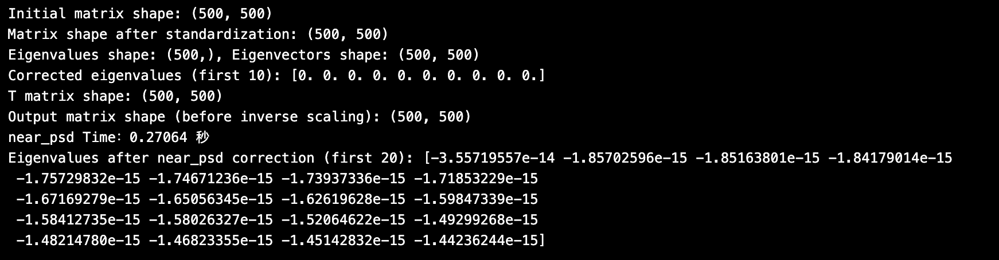 Initial matrix shape: (500, 500)
Matrix shape after standardization: (500, 500)
Eigenvalues shape: (500,), Eigenvectors shape: (500, 500)
Corrected eigenvalues (first 10): [0. 0. 0. 0. 0. 0. 0. 0. 0. 0.]
T matrix shape: (500, 500)
Output matrix shape (before inverse scaling): (500, 500)
near_psd Time：0.27064 秒
Eigenvalues after near_psd correction (first 20): [-3.55719557e-14 -1.85702596e-15 -1.85163801e-15 -1.84179014e-15
-1.75729832e-15 -1.74671236e-15 -1.73937336e-15 -1.71853229e-15
-1.67169279e-15 -1.65056345e-15 -1.62619628e-15 -1.59847339e-15
-1.58412735e-15 -1.58026327e-15 -1.52064622e-15 -1.49299268e-15
-1.48214780e-15 -1.46823355e-15 -1.45142832e-15 -1.44236244e-15]